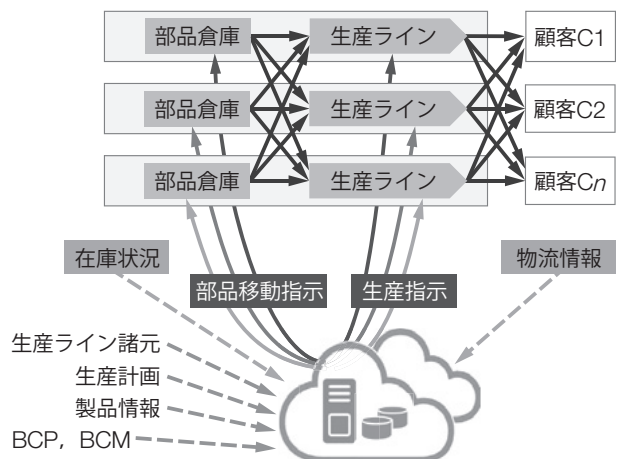 部品倉庫 生産ライン 顧客C1
部品倉庫 生産ライン 顧客C2
部品倉庫 生産ライン 顧客Cn
在庫状況 物流情報
部品移動指示 生産指示
生産ライン諸元
生産計画
製品情報
BCP，BCM